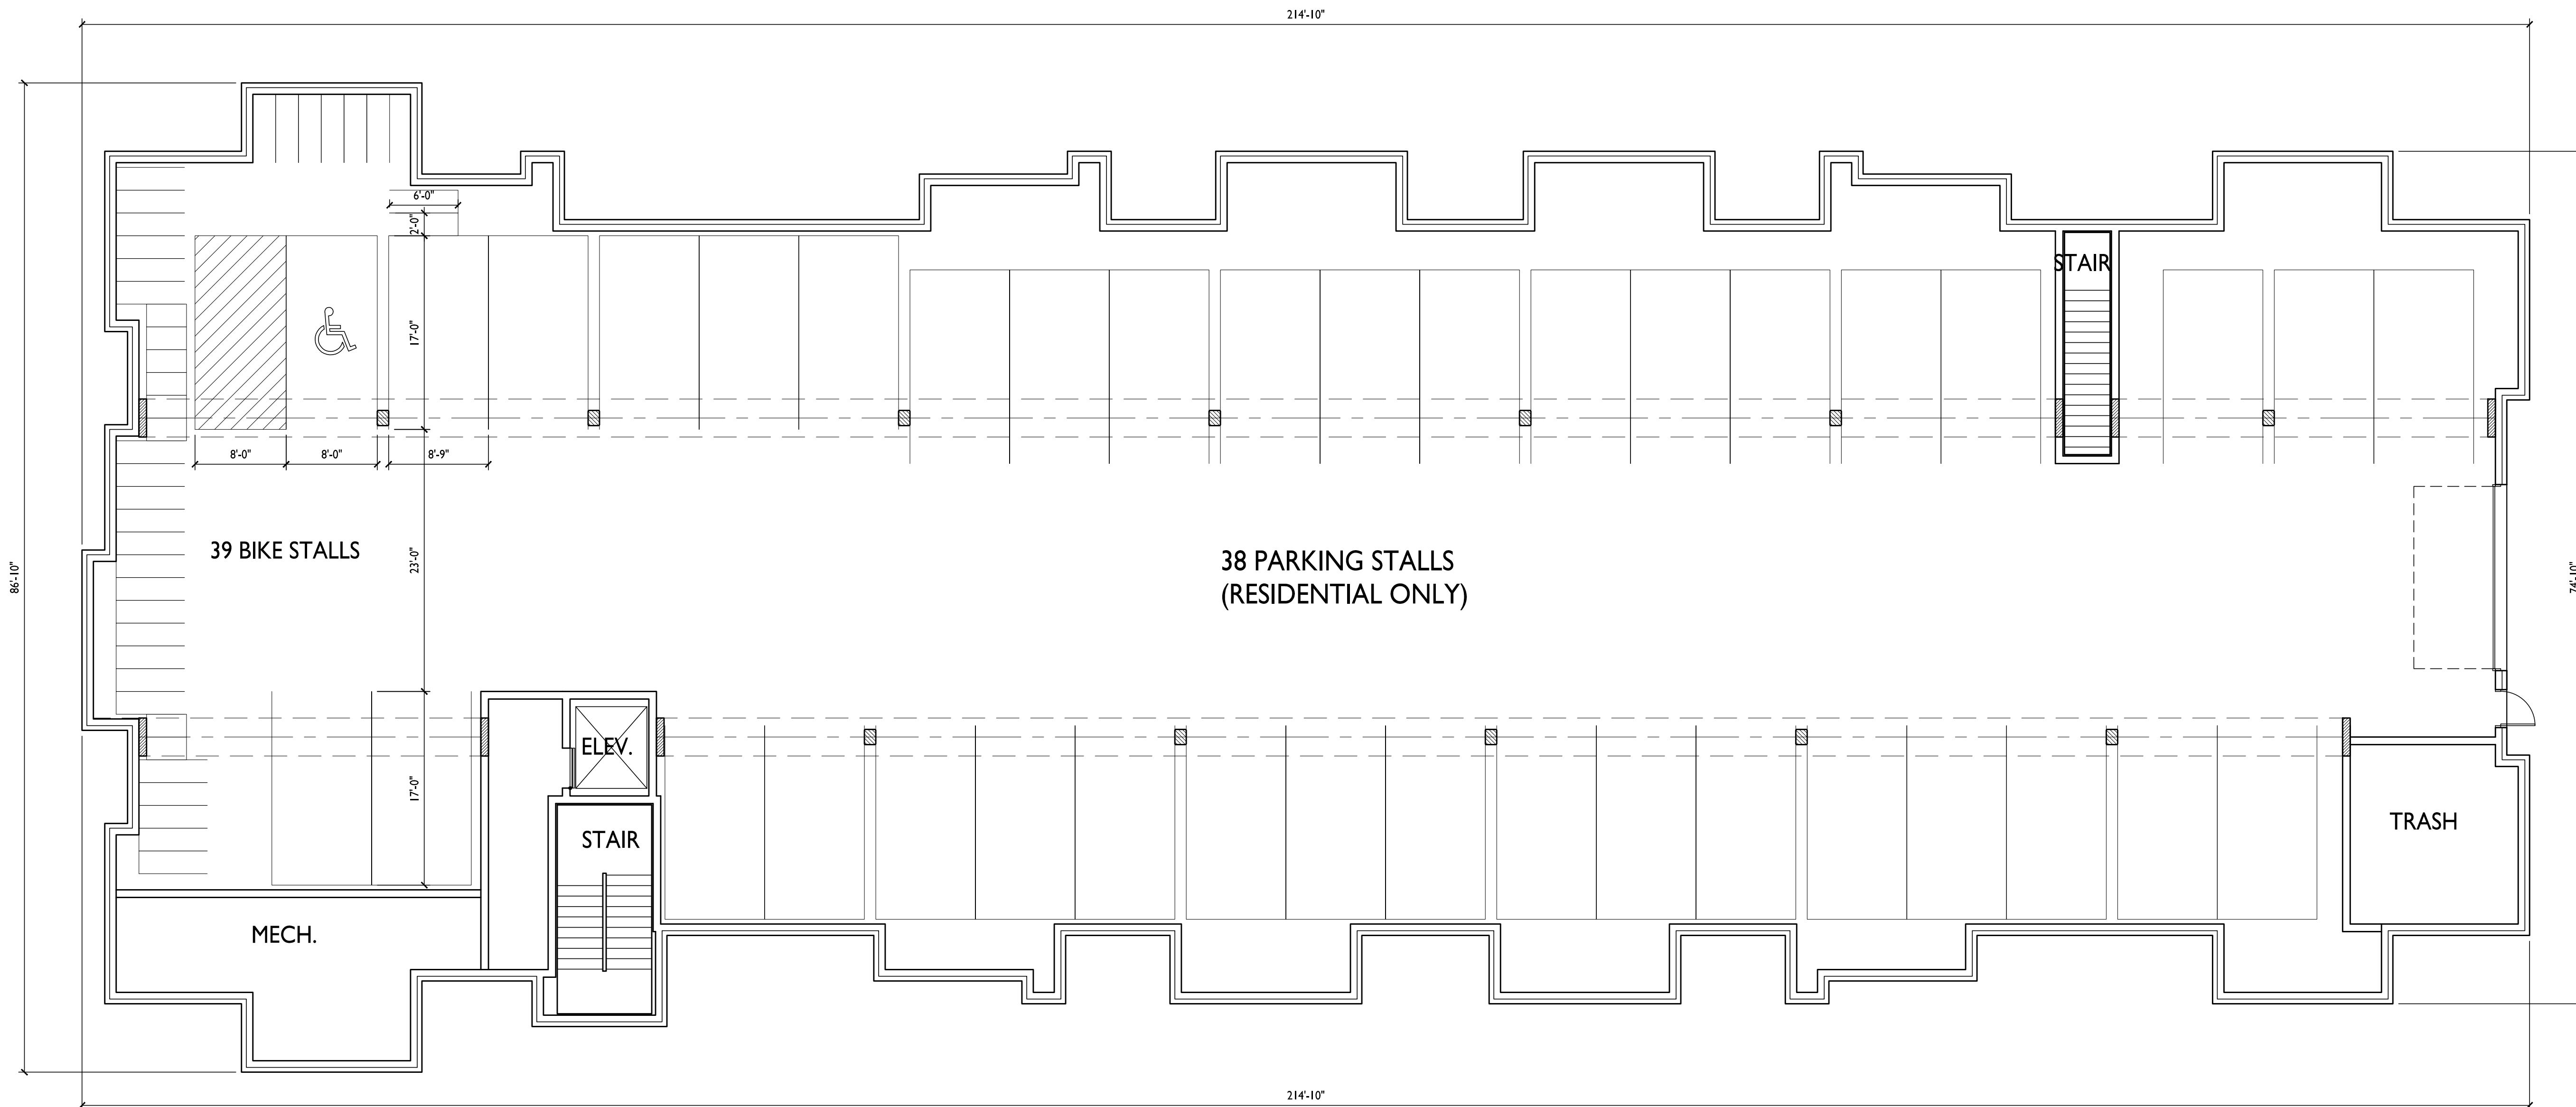 214'-10"
6'-0"
2'-0"
STAIR
17'-0"
8'-0"
8'-0"
8'-9"
39 BIKE STALLS
23'-0"
38 PARKING STALLS
(RESIDENTIAL ONLY)
86'-10"
74'-10"
ELEV.
17'-0"
STAIR
TRASH
MECH.
214'-10"